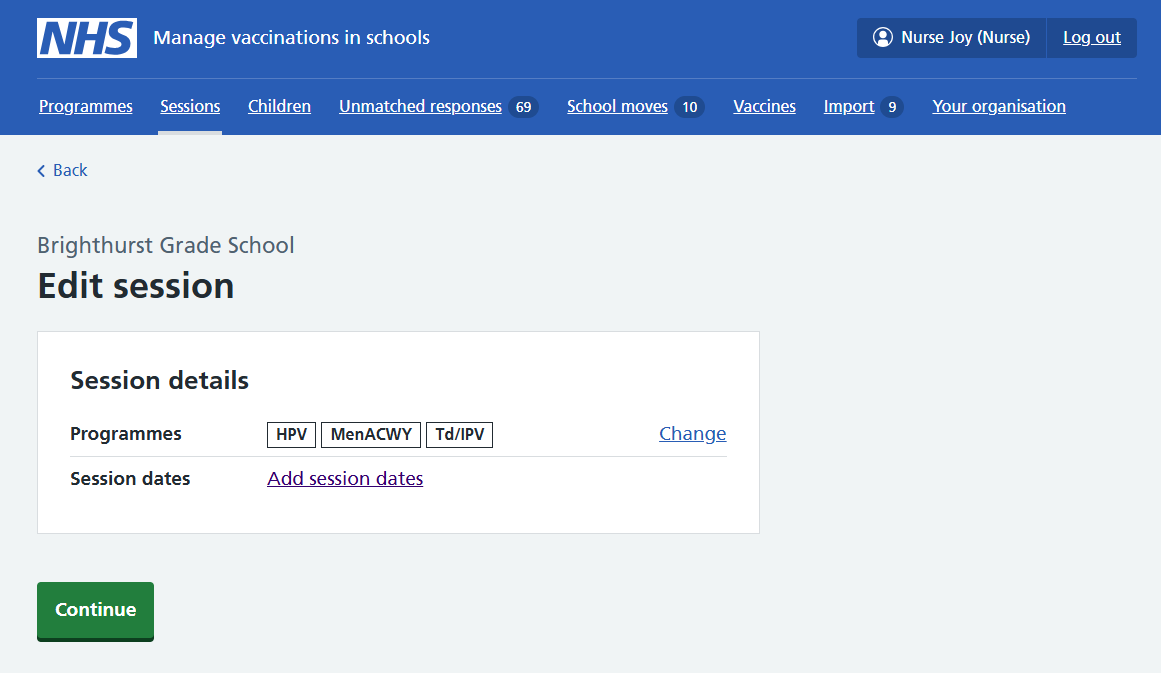 NHS Manage vaccinations in schools Nurse Joy (Nurse) Log out
Programmes Sessions Children Unmatched responses 69 School moves 10 Vaccines Import 9 Your organisation
Back
Brighthurst Grade School
Edit session
Session details
Programmes HPV MenACWY Td/IPV Change
Session dates Add session dates
Continue